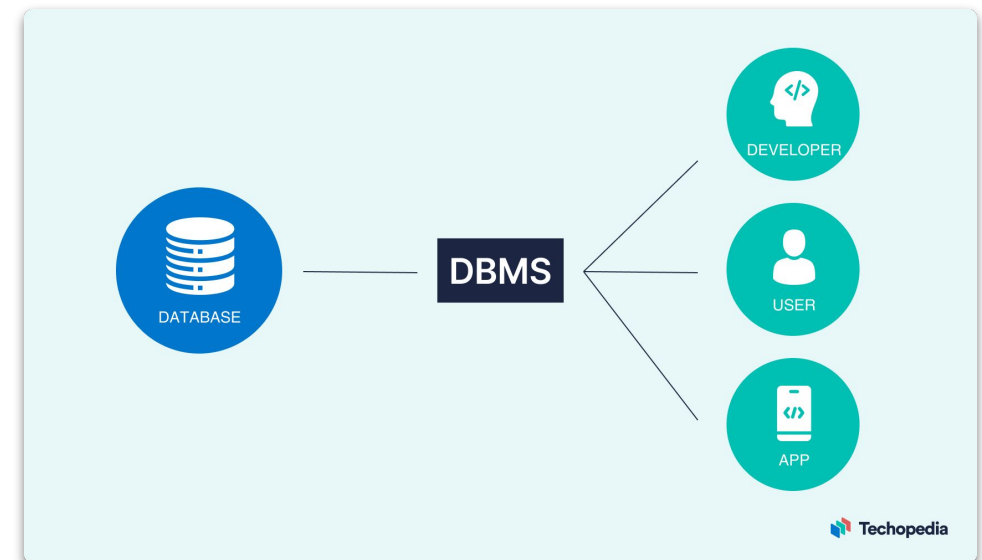 DATABASE
DBMS
</>
DEVELOPER
USER
</>
APP
Techopedia